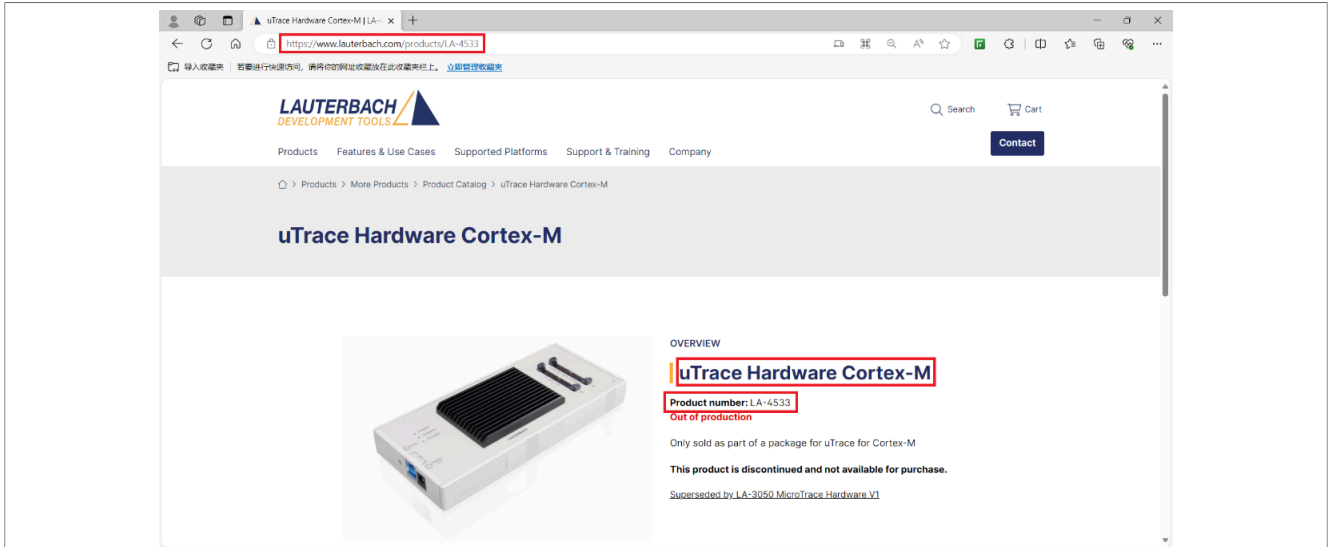 uTrace Hardware Cortex-M | LA-
https://www.lauterbach.com/products/LA-4533
导入收藏夹 | 若要进行快速访问，请将你的网址收藏放在此收藏夹栏上。 立即管理收藏夹
LAUTERBACH
DEVELOPMENT TOOLS
Search Cart
Products Features & Use Cases Supported Platforms Support & Training Company Contact
> Products > More Products > Product Catalog > uTrace Hardware Cortex-M
uTrace Hardware Cortex-M
OVERVIEW
uTrace Hardware Cortex-M
Product number: LA-4533
Out of production
Only sold as part of a package for uTrace for Cortex-M
This product is discontinued and not available for purchase.
Superseded by LA-3050 MicroTrace Hardware V1